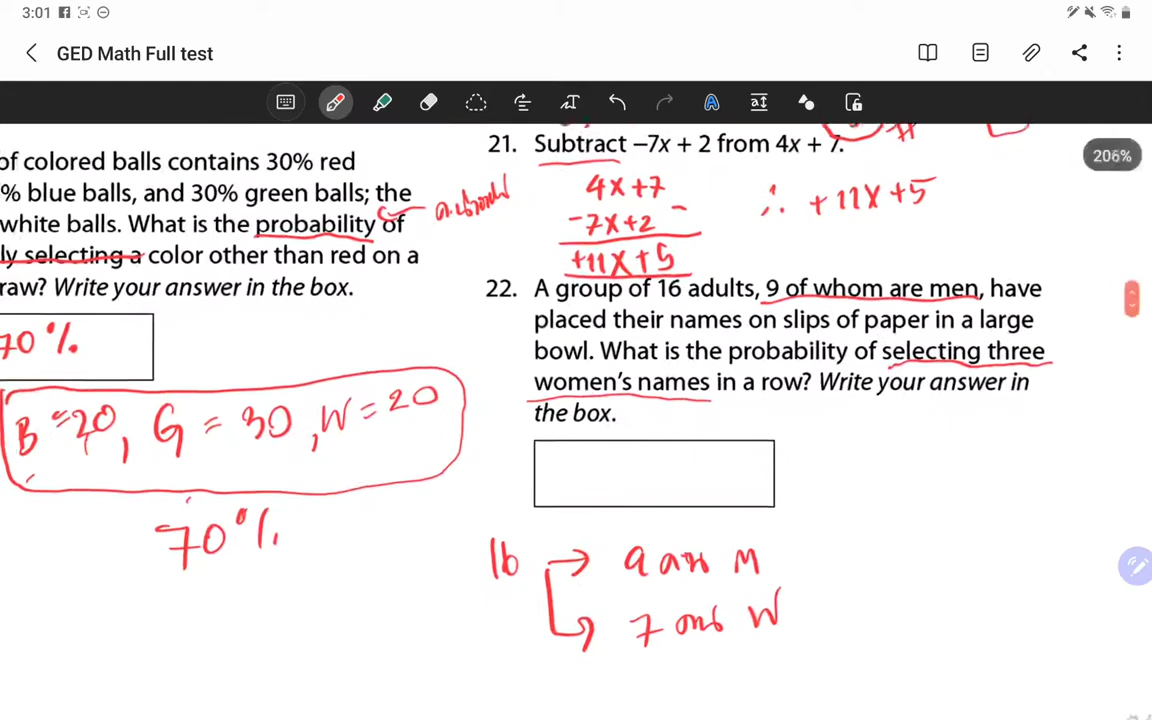 3:01
GED Math Full test
206%
of colored balls contains 30% red
% blue balls, and 30% green balls; the
white balls. What is the probability of
ly selecting a color other than red on a
raw? Write your answer in the box.
70%
B = 20, G = 30, W = 20
70%
21. Subtract −7x + 2 from 4x + 7.
4x+7
-7x+2
+11x+5
∴ +11x+5
22. A group of 16 adults, 9 of whom are men, have
placed their names on slips of paper in a large
bowl. What is the probability of selecting three
women's names in a row? Write your answer in
the box.
16 → 9 M
↳ 7 W